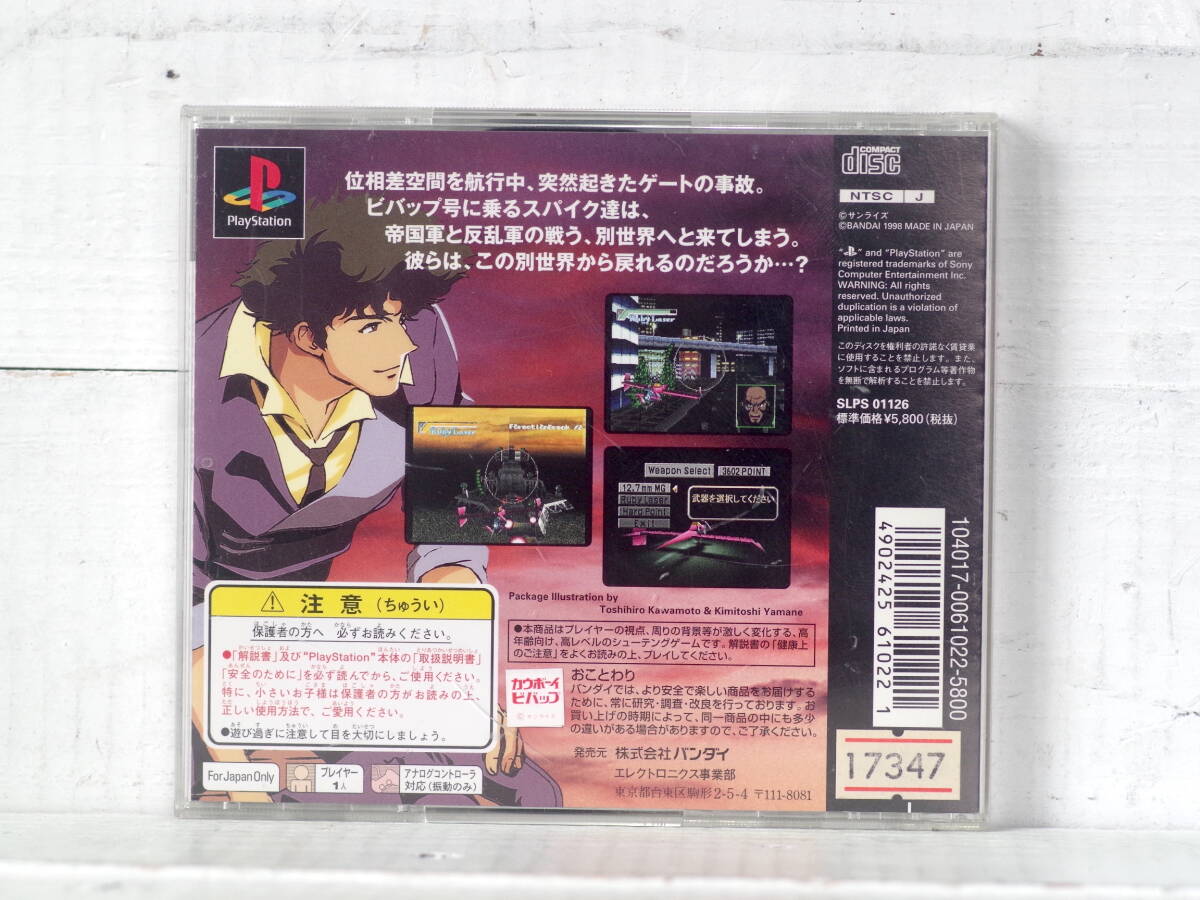 PlayStation
位相差空間を航行中、突然起きたゲートの事故。
ビバップ号に乗るスパイク達は、
帝国軍と反乱軍の戦う、別世界へと来てしまう。
彼らは、この別世界から戻れるのだろうか…?
Ruby Laser
Ruby Laser
Weapon Select
3602 POINT
12.7mm MG
武器を選択してください
Ruby Laser
Hard Point
Exit
Package Illustration by
Toshihiro Kawamoto & Kimitoshi Yamane
●本商品はプレイヤーの視点、周りの背景等が激しく変化する、高
年齢向け、高レベルのシューティングゲームです。解説書の「健康上
のご注意」をよくお読みの上、プレイしてください。
カウボーイ
ビバップ
©サンライズ
おことわり
バンダイでは、より安全で楽しい商品をお届けする
ために、常に研究・調査・改良を行っております。お
買い上げの時期によって、同一商品の中にも多少
の違いがある場合がありますので、ご了承ください。
発売元 株式会社バンダイ
エレクトロニクス事業部
東京都台東区駒形2-5-4 〒111-8081
注意(ちゅうい)
保護者の方へ 必ずお読みください。
●「解説書」及び"PlayStation"本体の「取扱説明書」
「安全のために」を必ず読んでから、ご使用ください。
特に、小さいお子様は保護者の方がお読みの上、
正しい使用方法で、ご愛用ください。
●遊び過ぎに注意して目を大切にしましょう。
For Japan Only
プレイヤー
1人
アナログコントローラ
対応(振動のみ)
COMPACT
disc
NTSC J
©サンライズ
©BANDAI 1998 MADE IN JAPAN
" " and "PlayStation" are
registered trademarks of Sony
Computer Entertainment Inc.
WARNING: All rights
reserved. Unauthorized
duplication is a violation of
applicable laws.
Printed in Japan
このディスクを権利者の許諾なく賃貸業
に使用することを禁止します。また、
ソフトに含まれるプログラム等著作物
を無断で解析することを禁止します。
SLPS 01126
標準価格¥5,800(税抜)
104017-0061022-5800
4902425610221
17347